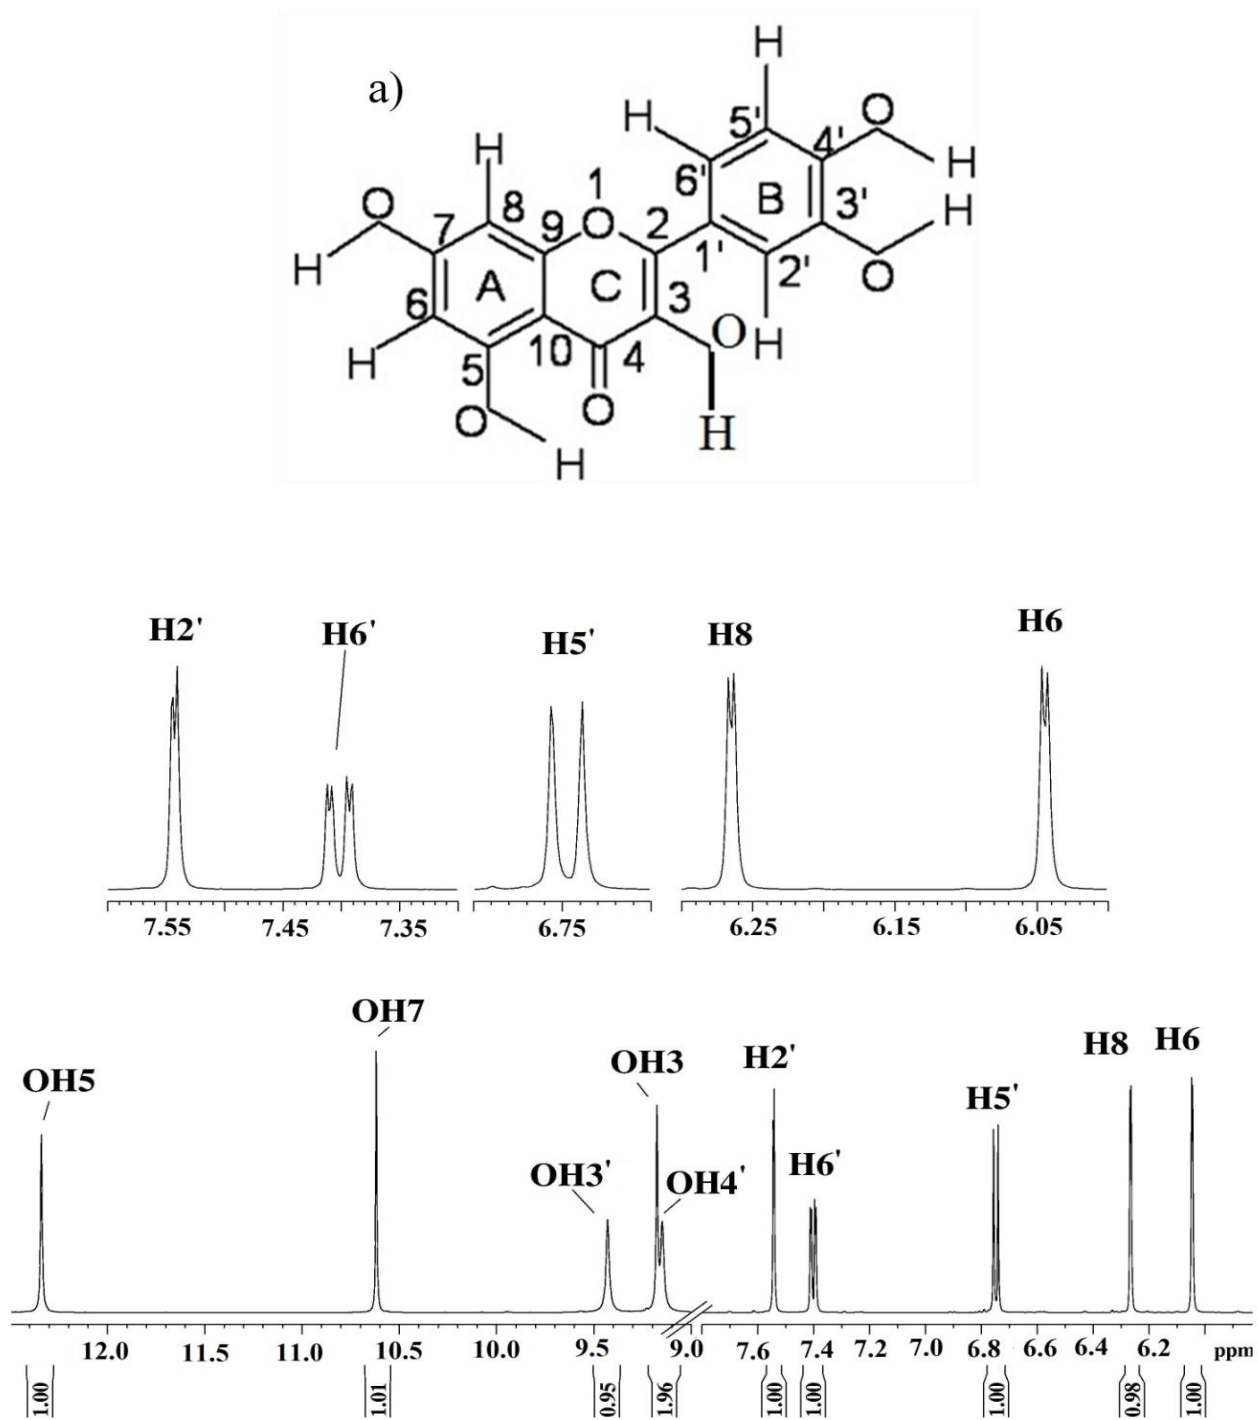 a)
H
H 5' O
H 4' H
H 6' B H
O 8 1 O 2 3'
7 9 1' 2' O
H A C 3
6 O H
H 10 4
5 O H
O
H
H2' H6' H5' H8 H6
7.55 7.45 7.35 6.75 6.25 6.15 6.05
OH5 OH7 OH3' OH3 OH4' H2' H6' H5' H8 H6
12.0 11.5 11.0 10.5 10.0 9.5 9.0 7.6 7.4 7.2 7.0 6.8 6.6 6.4 6.2 ppm
1.00 1.01 0.95 1.96 1.00 1.00 1.00 0.98 1.00